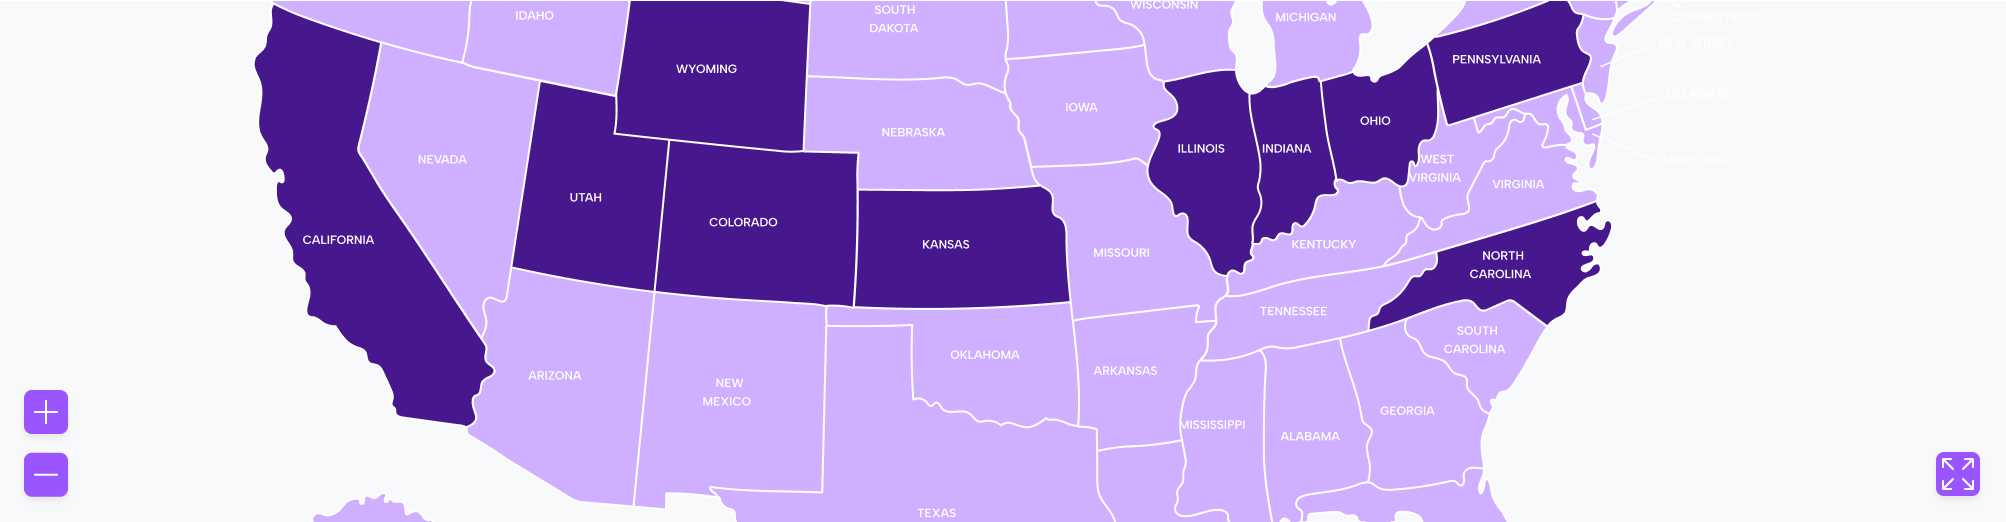 IDAHO
SOUTH
DAKOTA
WISCONSIN
MICHIGAN
CONNECTICUT
NEW JERSEY
WYOMING
PENNSYLVANIA
DELAWARE
IOWA
NEBRASKA
OHIO
ILLINOIS
INDIANA
NEVADA
WEST
VIRGINIA
MARYLAND
VIRGINIA
UTAH
COLORADO
CALIFORNIA
KANSAS
MISSOURI
KENTUCKY
NORTH
CAROLINA
TENNESSEE
SOUTH
CAROLINA
OKLAHOMA
ARKANSAS
ARIZONA
NEW
MEXICO
GEORGIA
MISSISSIPPI
ALABAMA
TEXAS